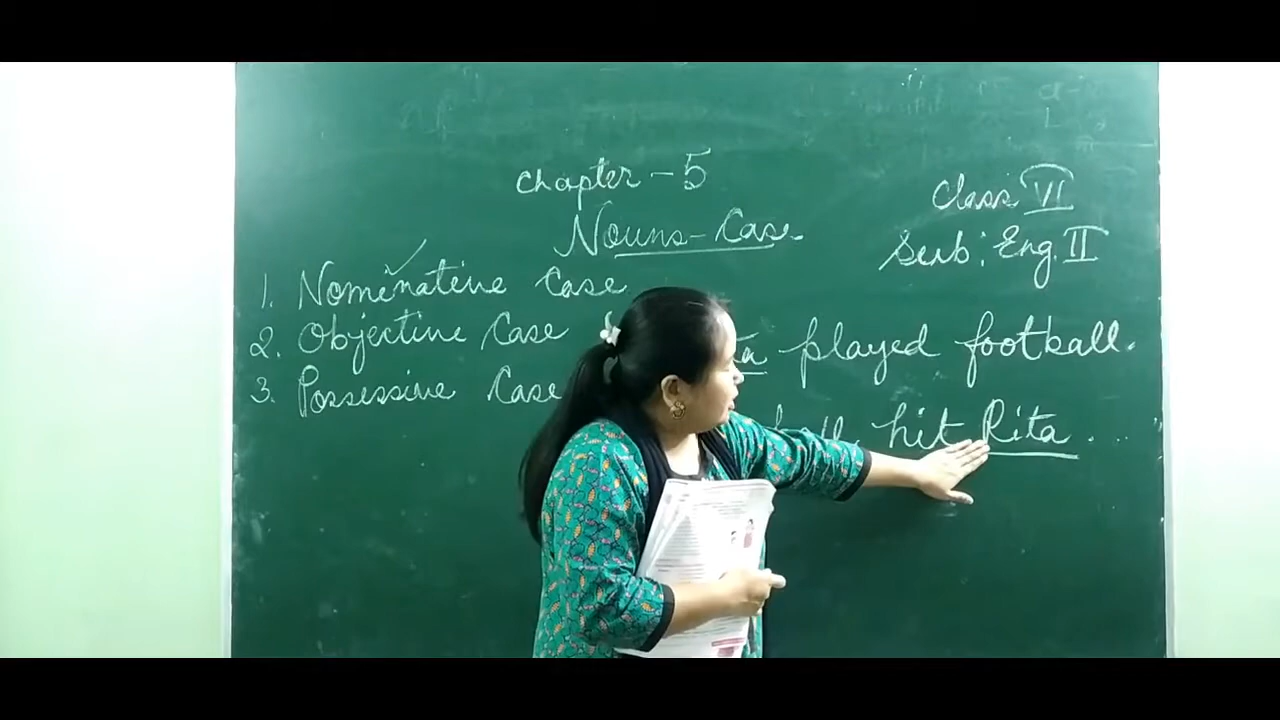 Chapter - 5
Nouns - Case
Class VI
Sub: Eng. II
1. Nominative Case
2. Objective Case
3. Possessive Case
played football.
hit Rita.